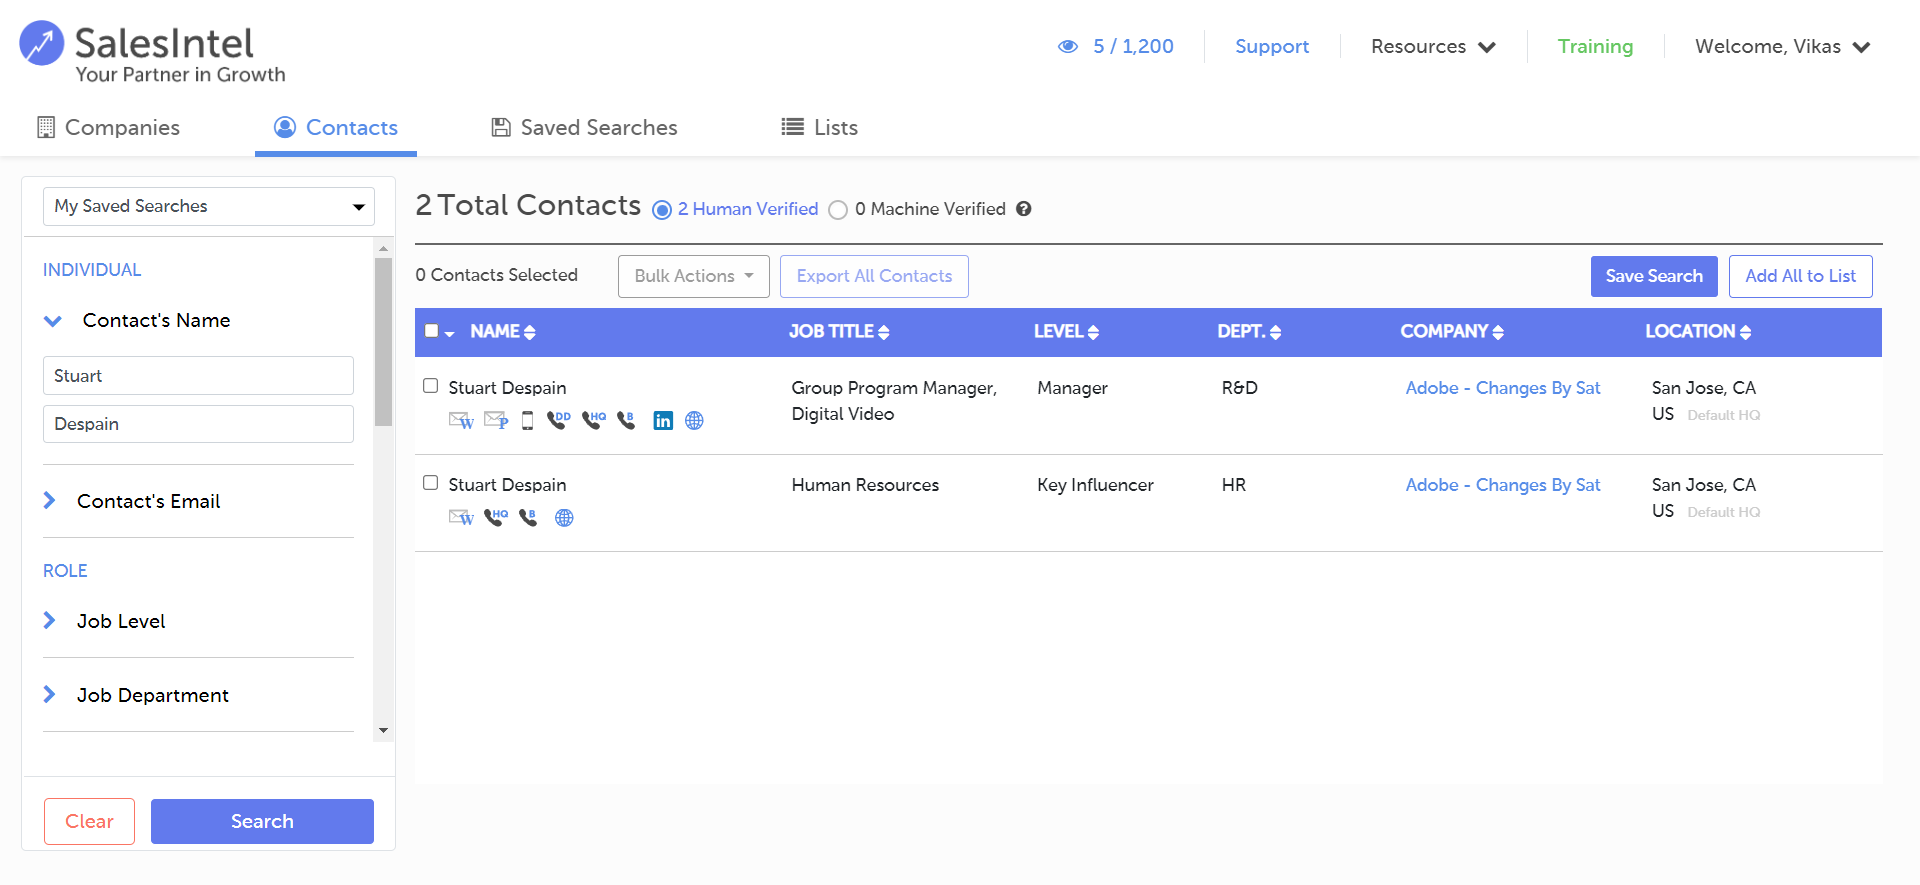 SalesIntel
Your Partner in Growth
5 / 1,200
Support
Resources
Training
Welcome, Vikas
Companies
Contacts
Saved Searches
Lists
My Saved Searches
INDIVIDUAL
Contact's Name
Stuart
Despain
Contact's Email
ROLE
Job Level
Job Department
Clear
Search
2 Total Contacts
2 Human Verified
0 Machine Verified
?
0 Contacts Selected
Bulk Actions
Export All Contacts
Save Search
Add All to List
NAME
JOB TITLE
LEVEL
DEPT.
COMPANY
LOCATION
Stuart Despain
W
P
DD
HQ
B
in
Group Program Manager,
Digital Video
Manager
R&D
Adobe - Changes By Sat
San Jose, CA
US Default HQ
Stuart Despain
W
HQ
B
Human Resources
Key Influencer
HR
Adobe - Changes By Sat
San Jose, CA
US Default HQ